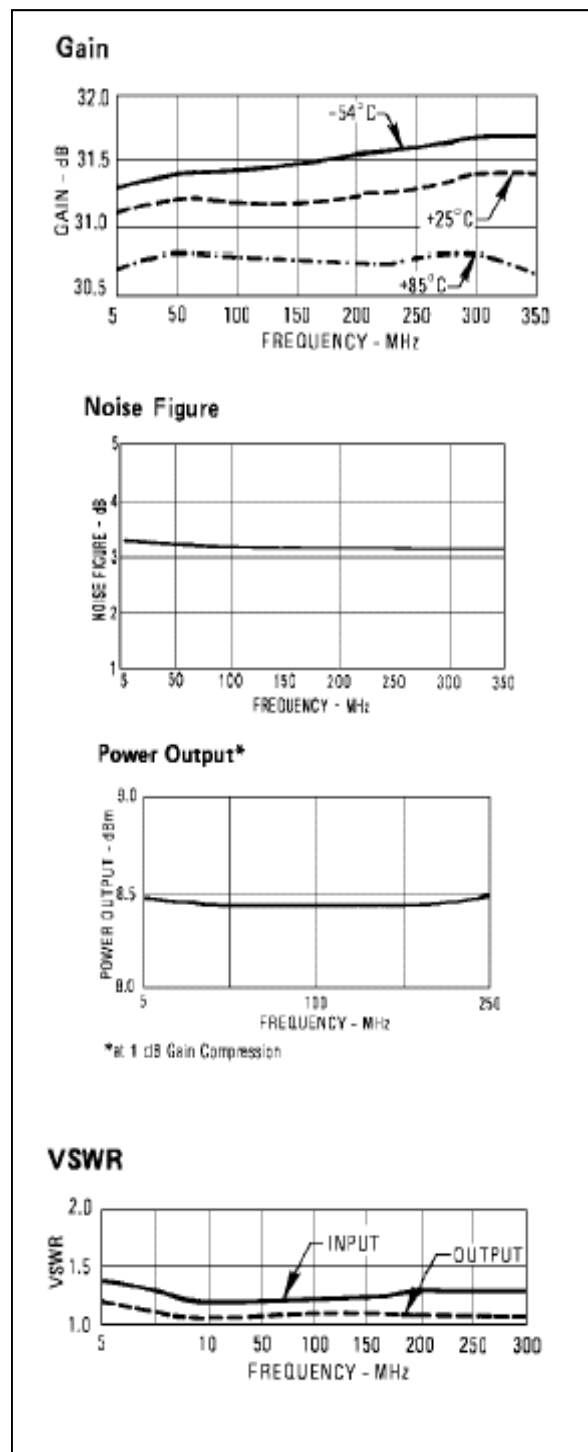 Gain
32.0
31.5
31.0
30.5
GAIN - dB
-54°C
+25°C
+85°C
5 50 100 150 200 250 300 350
FREQUENCY - MHz
Noise Figure
5
4
3
2
1
NOISE FIGURE - dB
5 50 100 150 200 250 300 350
FREQUENCY - MHz
Power Output*
9.0
8.5
8.0
POWER OUTPUT - dBm
5 100 250
FREQUENCY - MHz
*at 1 dB Gain Compression
VSWR
2.0
1.5
1.0
VSWR
INPUT
OUTPUT
5 10 50 100 150 200 250 300
FREQUENCY - MHz